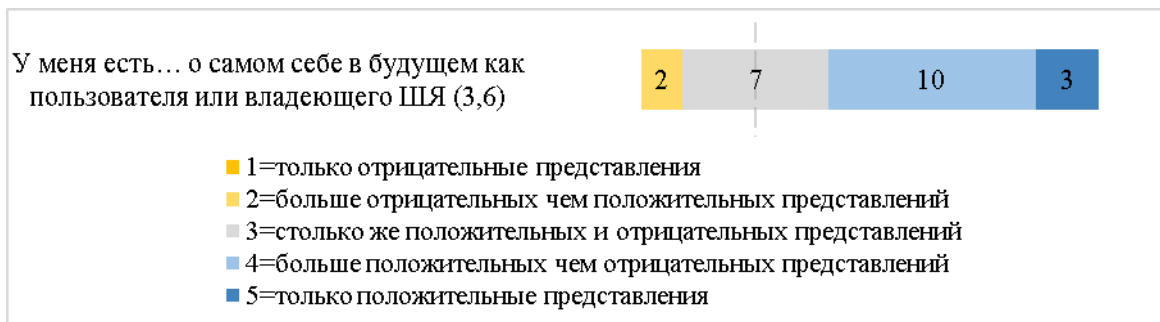 У меня есть… о самом себе в будущем как
пользователя или владеющего ШЯ (3,6)
2 7 10 3
1=только отрицательные представления
2=больше отрицательных чем положительных представлений
3=столько же положительных и отрицательных представлений
4=больше положительных чем отрицательных представлений
5=только положительные представления